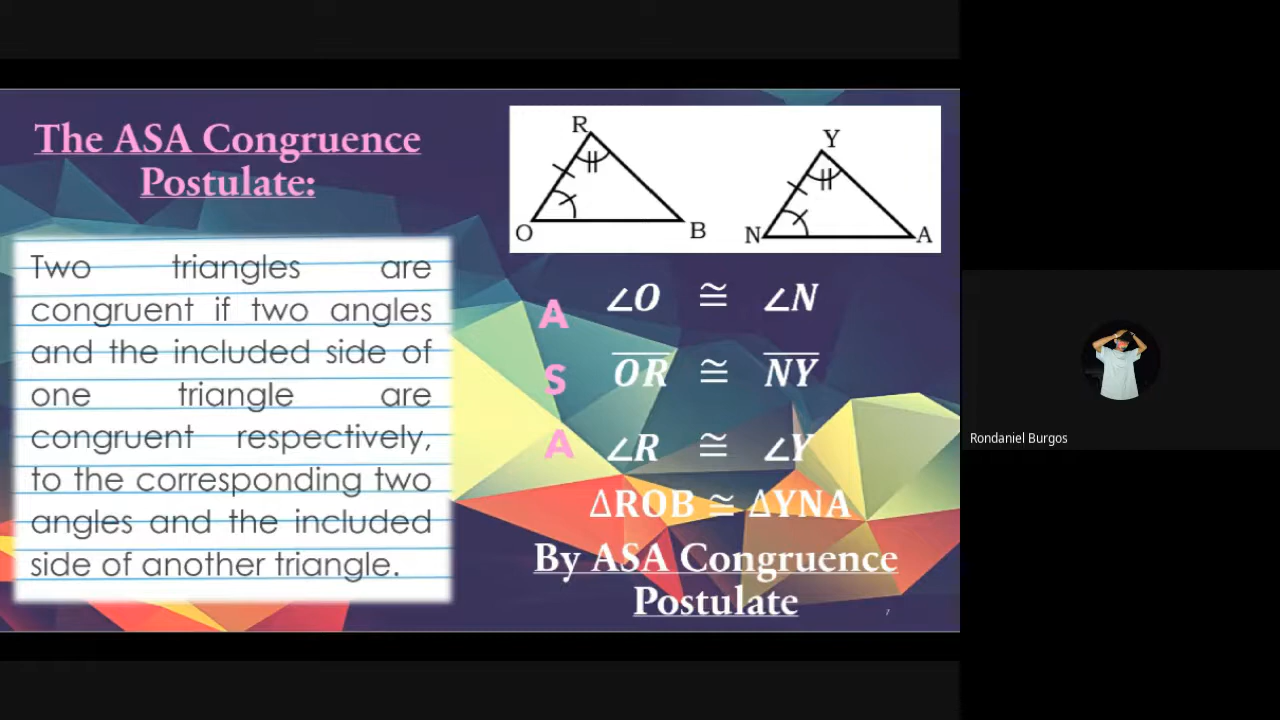 The ASA Congruence
Postulate:
Two triangles are
congruent if two angles
and the included side of
one triangle are
congruent respectively,
to the corresponding two
angles and the included
side of another triangle.
R
O
B
Y
N
A
A ∠O ≅ ∠N
S O̅R̅ ≅ N̅Y̅
A ∠R ≅ ∠Y
ΔROB ≅ ΔYNA
By ASA Congruence
Postulate
7
Rondaniel Burgos